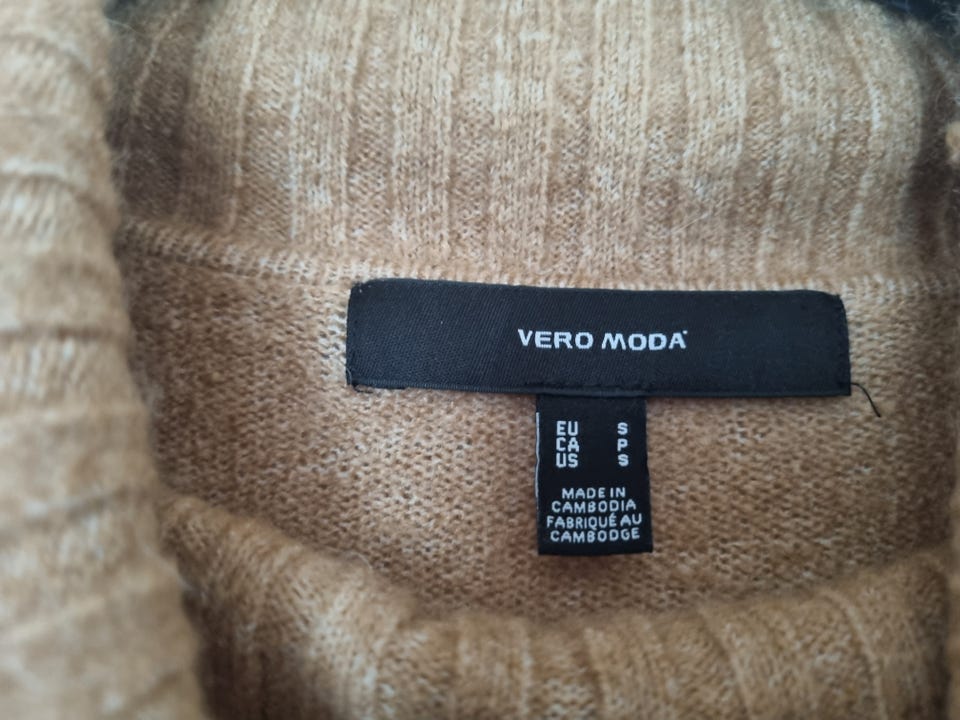 VERO MODA
EU S
CA P
US S
MADE IN
CAMBODIA
FABRIQUÉ AU
CAMBODGE